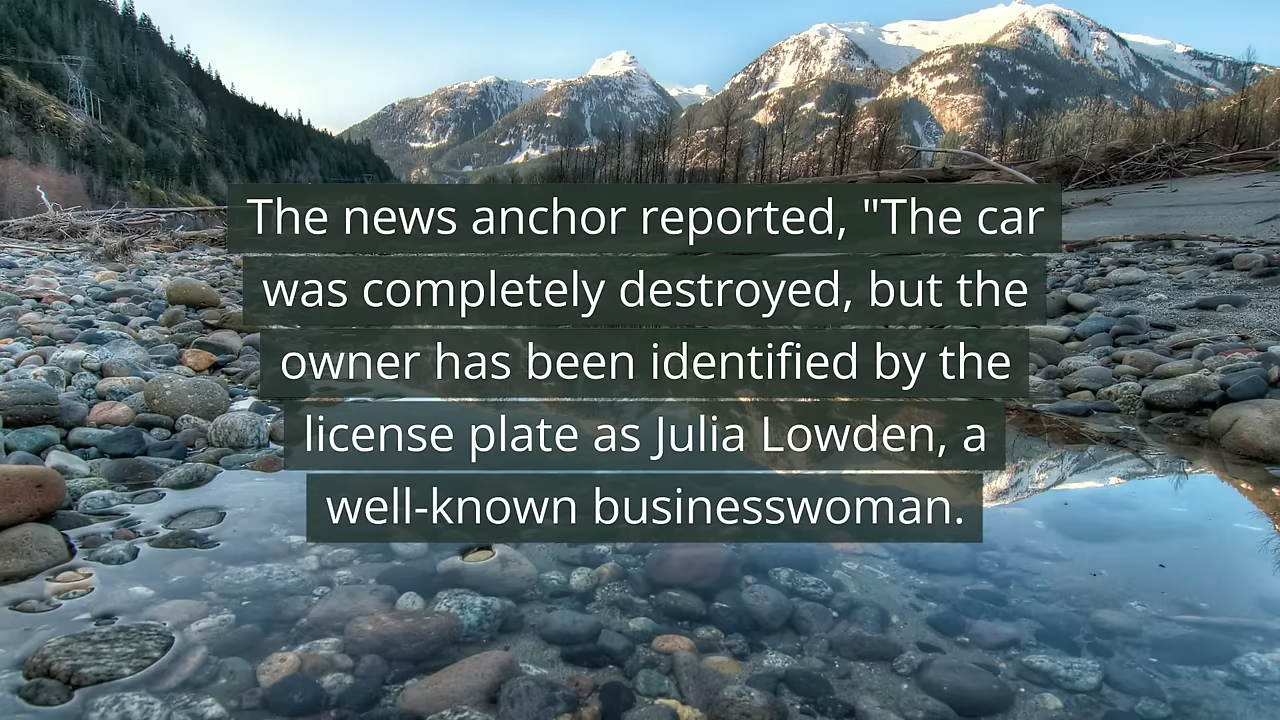 The news anchor reported, "The car
was completely destroyed, but the
owner has been identified by the
license plate as Julia Lowden, a
well-known businesswoman.